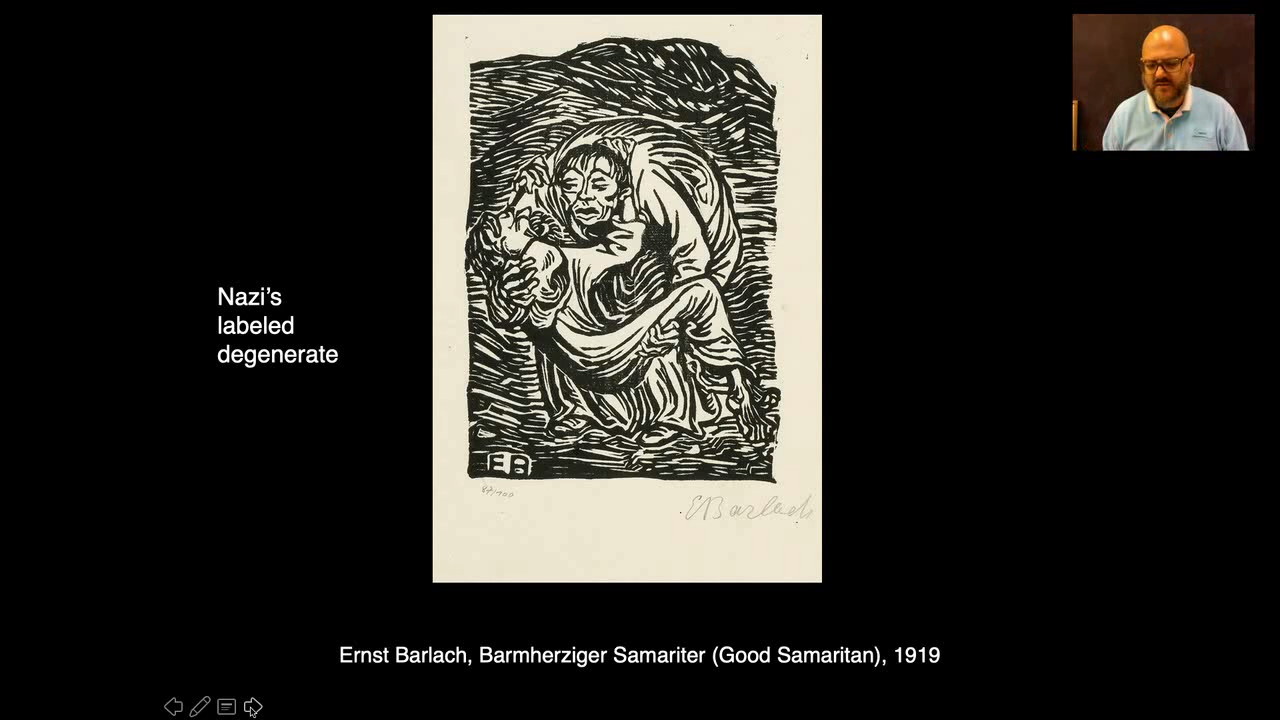 Nazi's
labeled
degenerate
EB
EBarlach
Ernst Barlach, Barmherziger Samariter (Good Samaritan), 1919